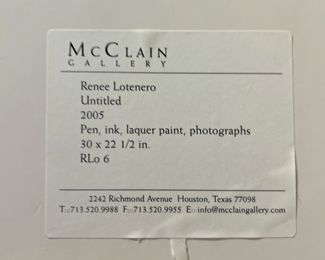 McClain
GALLERY
Renee Lotenero
Untitled
2005
Pen, ink, laquer paint, photographs
30 x 22 1/2 in.
RLo 6
2242 Richmond Avenue Houston, Texas 77098
T::713.520.9988 F::713.520.9955 E::info@mcclaingallery.com